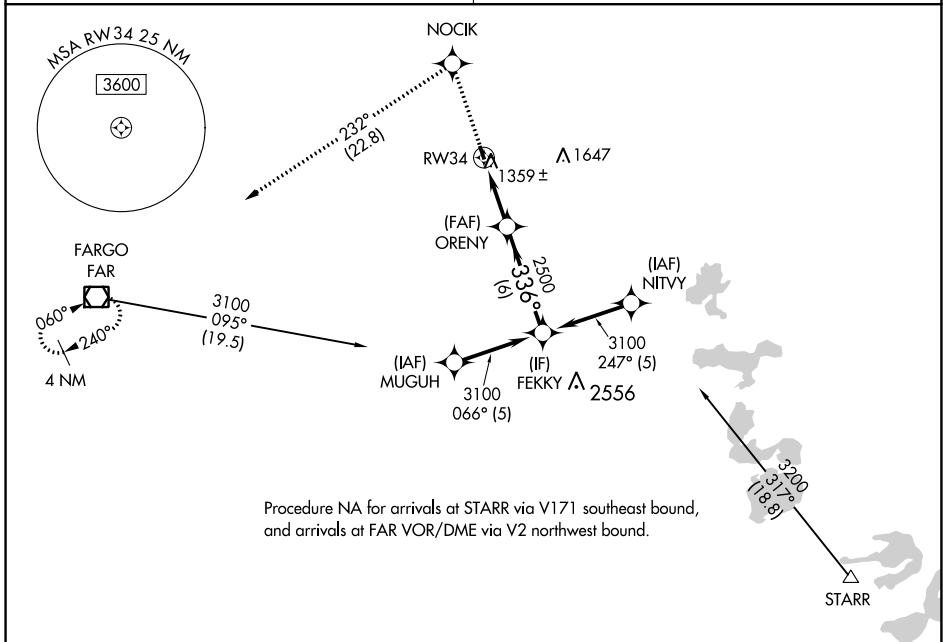 MSA RW34 25 NM
3600
NOCIK
232°
(22.8)
RW34
1647
1359 ±
(FAF)
ORENY
2500
336°
(6)
(IAF)
NITVY
3100
247° (5)
FARGO
FAR
060°
240°
4 NM
3100
095°
(19.5)
(IAF)
MUGUH
3100
066° (5)
(IF)
FEKKY
2556
3200
317°
(18.8)
STARR
Procedure NA for arrivals at STARR via V171 southeast bound,
and arrivals at FAR VOR/DME via V2 northwest bound.